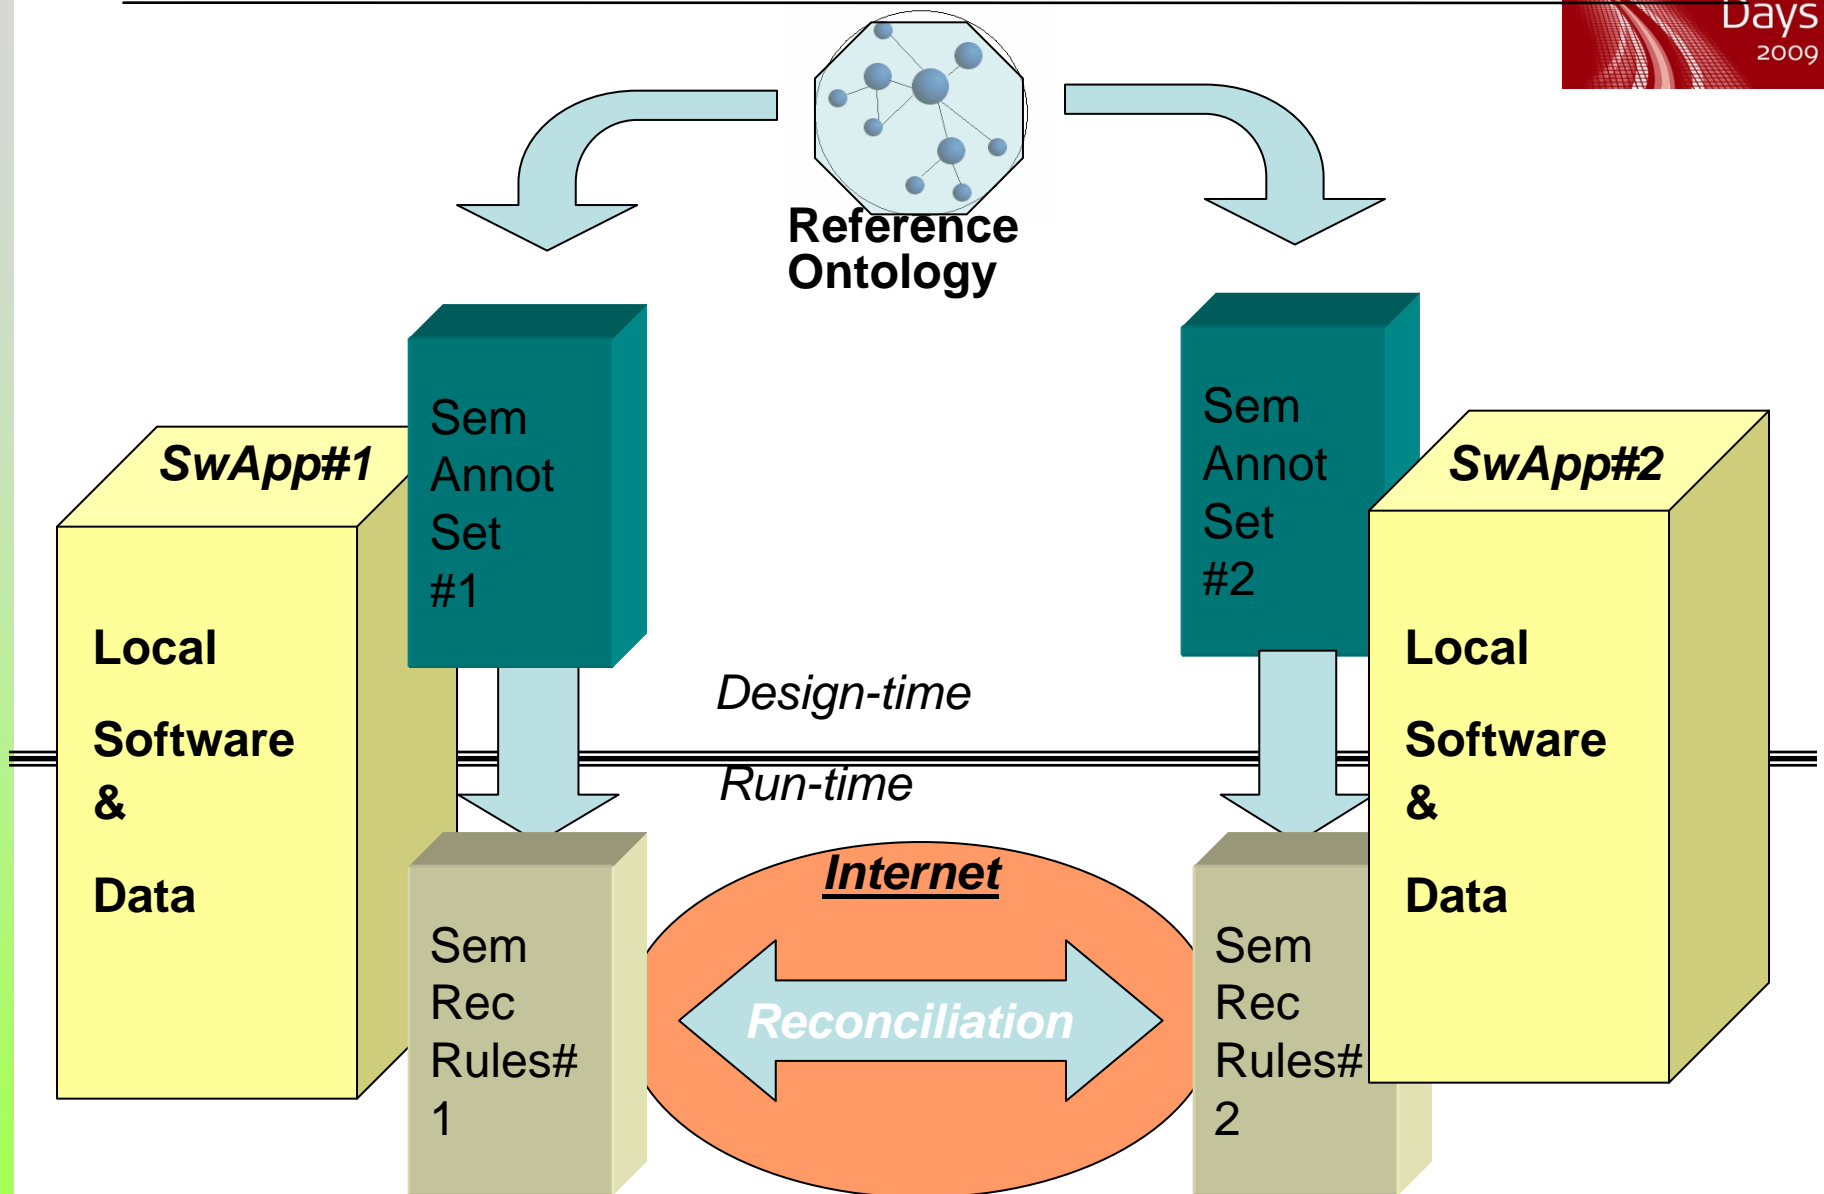 Days
2009
Reference
Ontology
SwApp#1
Sem
Annot
Set
#1
Sem
Annot
Set
#2
SwApp#2
Local
Software
&
Data
Design-time
Run-time
Local
Software
&
Data
Internet
Sem
Rec
Rules#
1
Reconciliation
Sem
Rec
Rules#
2